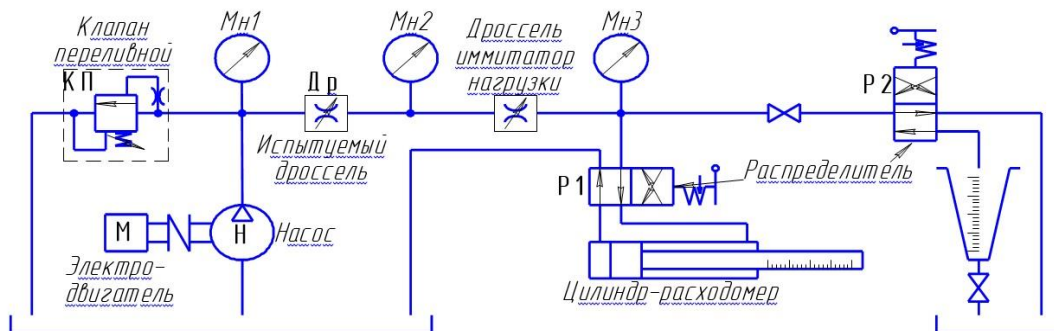 Клапан
переливной
КП
Мн1
Мн2
Дроссель
иммитатор
нагрузки
Мн3
Др
Испытуемый
дроссель
Р2
Распределитель
Р1
М
Н
Насос
Электро-
двигатель
Цилиндр-расходомер